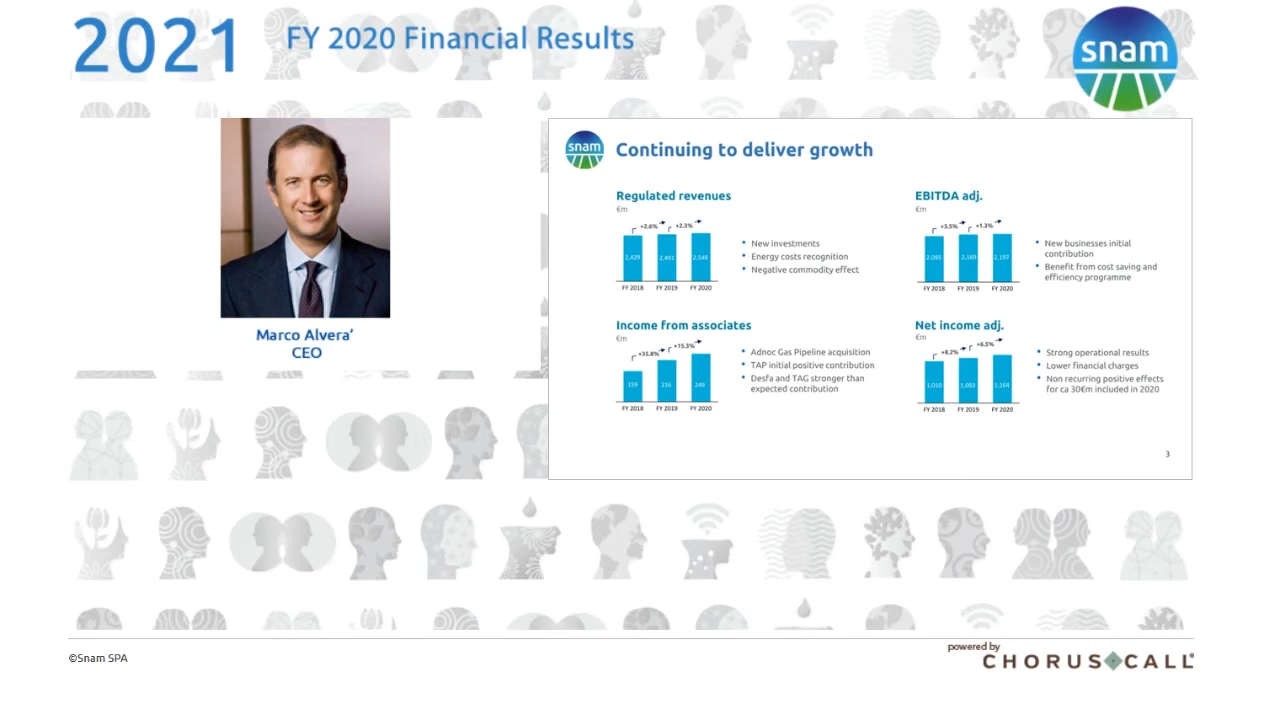 2021
FY 2020 Financial Results
snam
Marco Alvera’
CEO
snam
Continuing to deliver growth
Regulated revenues
€m
+2.6%
+2.3%
2,429
2,491
2,548
FY 2018
FY 2019
FY 2020
• New investments
• Energy costs recognition
• Negative commodity effect
EBITDA adj.
€m
+3.5%
+1.3%
2,095
2,169
2,197
FY 2018
FY 2019
FY 2020
• New businesses initial
contribution
• Benefit from cost saving and
efficiency programme
Income from associates
€m
+35.8%
+15.3%
159
216
249
FY 2018
FY 2019
FY 2020
• Adnoc Gas Pipeline acquisition
• TAP initial positive contribution
• Desfa and TAG stronger than
expected contribution
Net income adj.
€m
+8.2%
+6.5%
1,010
1,093
1,164
FY 2018
FY 2019
FY 2020
• Strong operational results
• Lower financial charges
• Non recurring positive effects
for ca 30€m included in 2020
3
©Snam SPA
powered by
CHORUS CALL®